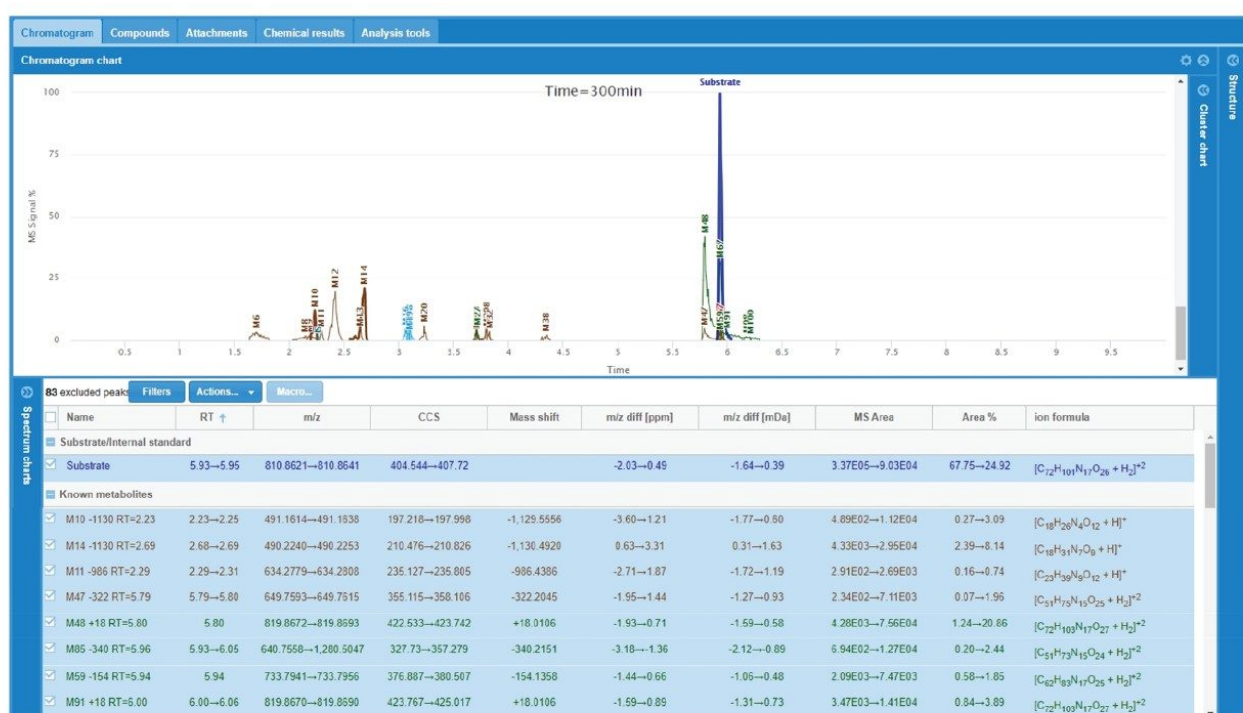 Chromatogram Compounds Attachments Chemical results Analysis tools
Chromatogram chart
Structure
Cluster chart
Time=300min
Substrate
100
75
50
25
0
MS Signal %
M6
M10
M11
M12
M14
M20
M38
M48
M47
M67
M91
0.5 1 1.5 2 2.5 3 3.5 4 4.5 5 5.5 6 6.5 7 7.5 8 8.5 9 9.5
Time
Spectrum charts
83 excluded peaks Filters Actions... Macro...
Name RT ↑ m/z CCS Mass shift m/z diff [ppm] m/z diff [mDa] MS Area Area % ion formula
Substrate/Internal standard
Substrate 5.93→5.95 810.8621→810.8641 404.544→407.72 -2.03→0.49 -1.64→0.39 3.37E05→9.03E04 67.75→24.92 [C72H101N17O26 + H2]+2
Known metabolites
M10 -1130 RT=2.23 2.23→2.25 491.1614→491.1638 197.218→197.998 -1,129.5556 -3.60→1.21 -1.77→0.60 4.89E02→1.12E04 0.27→3.09 [C18H26N4O12 + H]+
M14 -1130 RT=2.69 2.68→2.69 490.2240→490.2253 210.476→210.826 -1,130.4920 0.63→3.31 0.31→1.63 4.33E03→2.95E04 2.39→8.14 [C18H31N7O9 + H]+
M11 -986 RT=2.29 2.29→2.31 634.2779→634.2808 235.127→235.805 -986.4386 -2.71→1.87 -1.72→1.19 2.91E02→2.69E03 0.16→0.74 [C23H39N9O12 + H]+
M47 -322 RT=5.79 5.79→5.80 649.7593→649.7615 355.115→358.106 -322.2045 -1.95→1.44 -1.27→0.93 2.34E02→7.11E03 0.07→1.96 [C51H75N15O25 + H2]+2
M48 +18 RT=5.80 5.80 819.8672→819.8693 422.533→423.742 +18.0106 -1.93→0.71 -1.59→0.58 4.28E03→7.56E04 1.24→20.86 [C72H103N17O27 + H2]+2
M85 -340 RT=5.96 5.93→6.05 640.7558→1,280.5047 327.73→357.279 -340.2151 -3.18→-1.36 -2.12→-0.89 6.94E02→1.27E04 0.20→2.44 [C51H73N15O24 + H2]+2
M59 -154 RT=5.94 5.94 733.7941→733.7956 376.887→380.507 -154.1358 -1.44→0.66 -1.06→0.48 2.09E03→7.47E03 0.58→1.85 [C62H83N17O25 + H2]+2
M91 +18 RT=6.00 6.00→6.06 819.8670→819.8690 423.767→425.017 +18.0106 -1.59→0.89 -1.31→0.73 3.47E03→1.41E04 0.84→3.89 [C72H103N17O27 + H2]+2